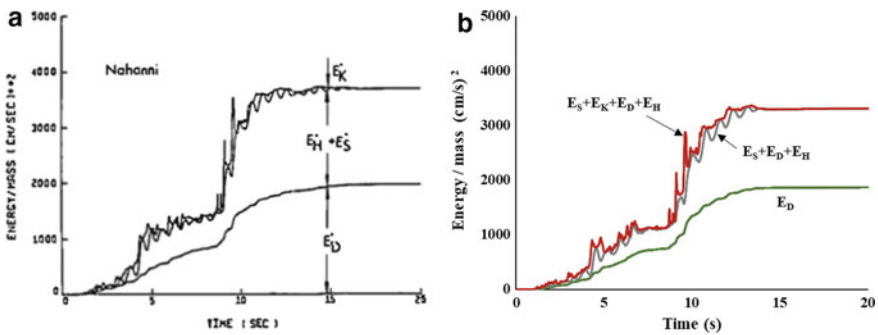 a
ENERGY/MASS (CM/SEC)**2
5000
4000
3000
2000
1000
0
Nahanni
E*K
E*H + E*S
E*D
0
5
10
15
20
25
TIME (SEC)
b
Energy / mass (cm/s)²
5000
4000
3000
2000
1000
0
ES+EK+ED+EH
ES+ED+EH
ED
0
5
10
15
20
Time (s)